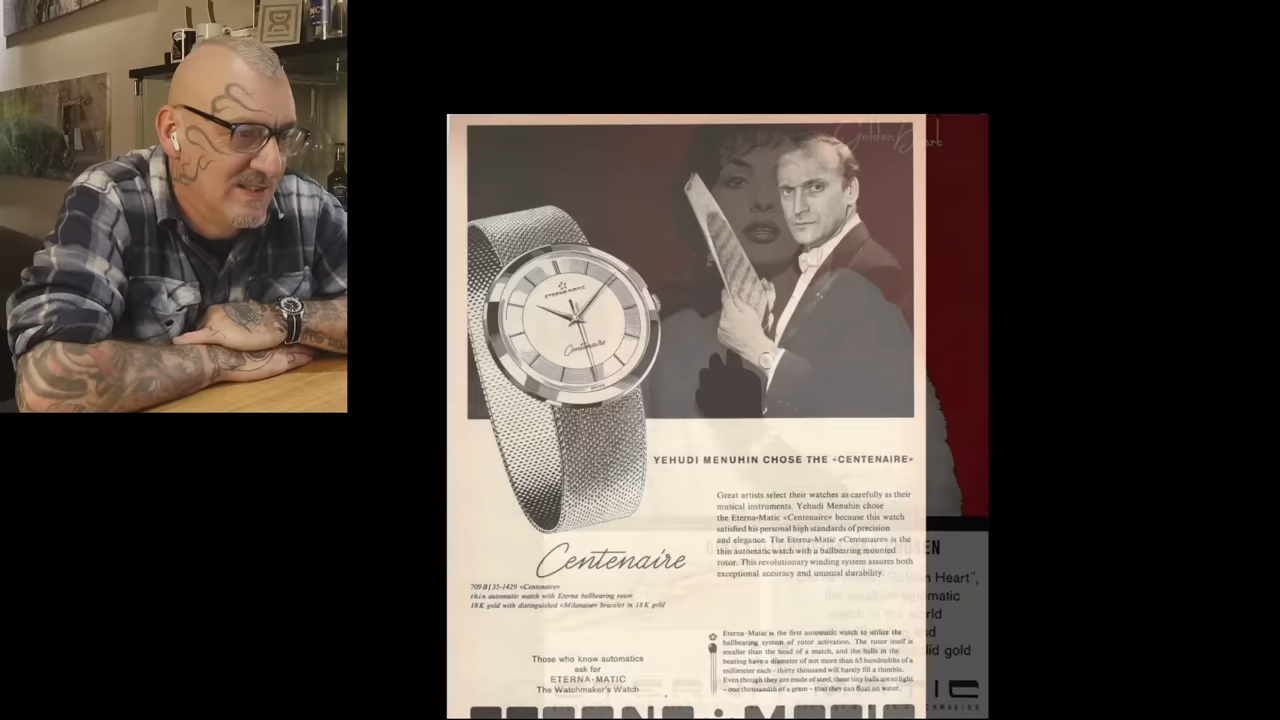 Golden Heart
ETERNA·MATIC
Centenaire
YEHUDI MENUHIN CHOSE THE «CENTENAIRE»
Great artists select their watches as carefully as their
musical instruments. Yehudi Menuhin chose
the Eterna·Matic «Centenaire» because this watch
satisfied his personal high standards of precision
and elegance. The Eterna·Matic «Centenaire» is the
thin automatic watch with a ballbearing mounted
rotor. This revolutionary winding system assures both
exceptional accuracy and unusual durability.
Centenaire
709B/35-1429 «Centenaire»
thin automatic watch with Eterna ballbearing rotor
18K gold with distinguished «Milanaise» bracelet in 18K gold
Heart",
solid gold
Eterna·Matic is the first automatic watch to utilize the
ballbearing system of rotor activation. The rotor itself is
smaller than the head of a match, and the balls in the
bearing have a diameter of not more than 65 hundredths of a
millimeter each – thirty thousand will barely fill a thimble.
Even though they are made of steel, these tiny balls are so light
– one thousandth of a gram – that they can float on water.
Those who know automatics
ask for
ETERNA·MATIC
The Watchmaker's Watch
ETERNA·MATIC